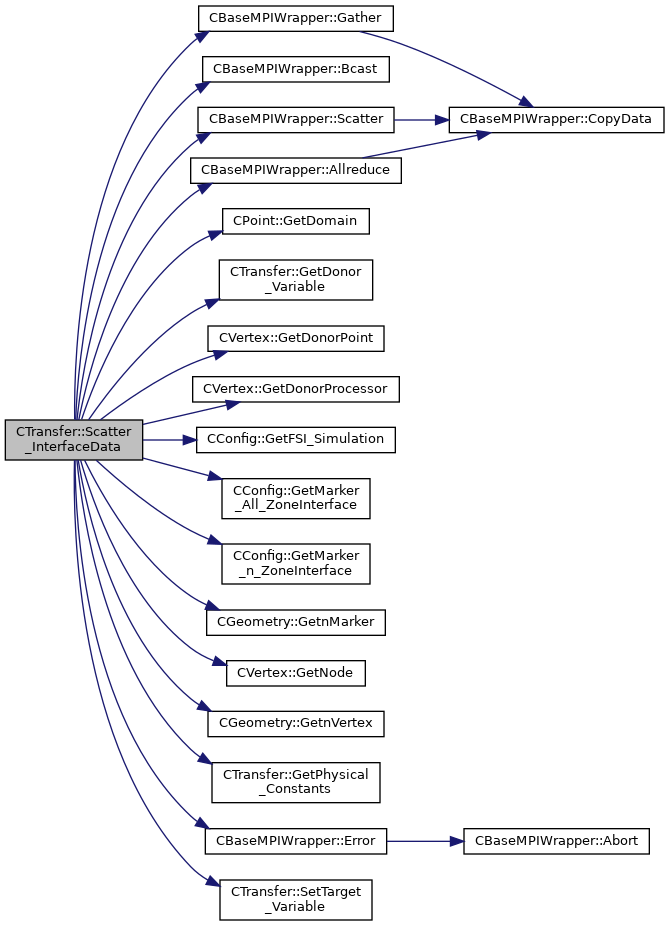 CBaseMPIWrapper::Gather
CBaseMPIWrapper::Bcast
CBaseMPIWrapper::Scatter
CBaseMPIWrapper::CopyData
CBaseMPIWrapper::Allreduce
CPoint::GetDomain
CTransfer::GetDonor
_Variable
CVertex::GetDonorPoint
CVertex::GetDonorProcessor
CTransfer::Scatter
_InterfaceData
CConfig::GetFSI_Simulation
CConfig::GetMarker
_All_ZoneInterface
CConfig::GetMarker
_n_ZoneInterface
CGeometry::GetnMarker
CVertex::GetNode
CGeometry::GetnVertex
CTransfer::GetPhysical
_Constants
CBaseMPIWrapper::Error
CBaseMPIWrapper::Abort
CTransfer::SetTarget
_Variable